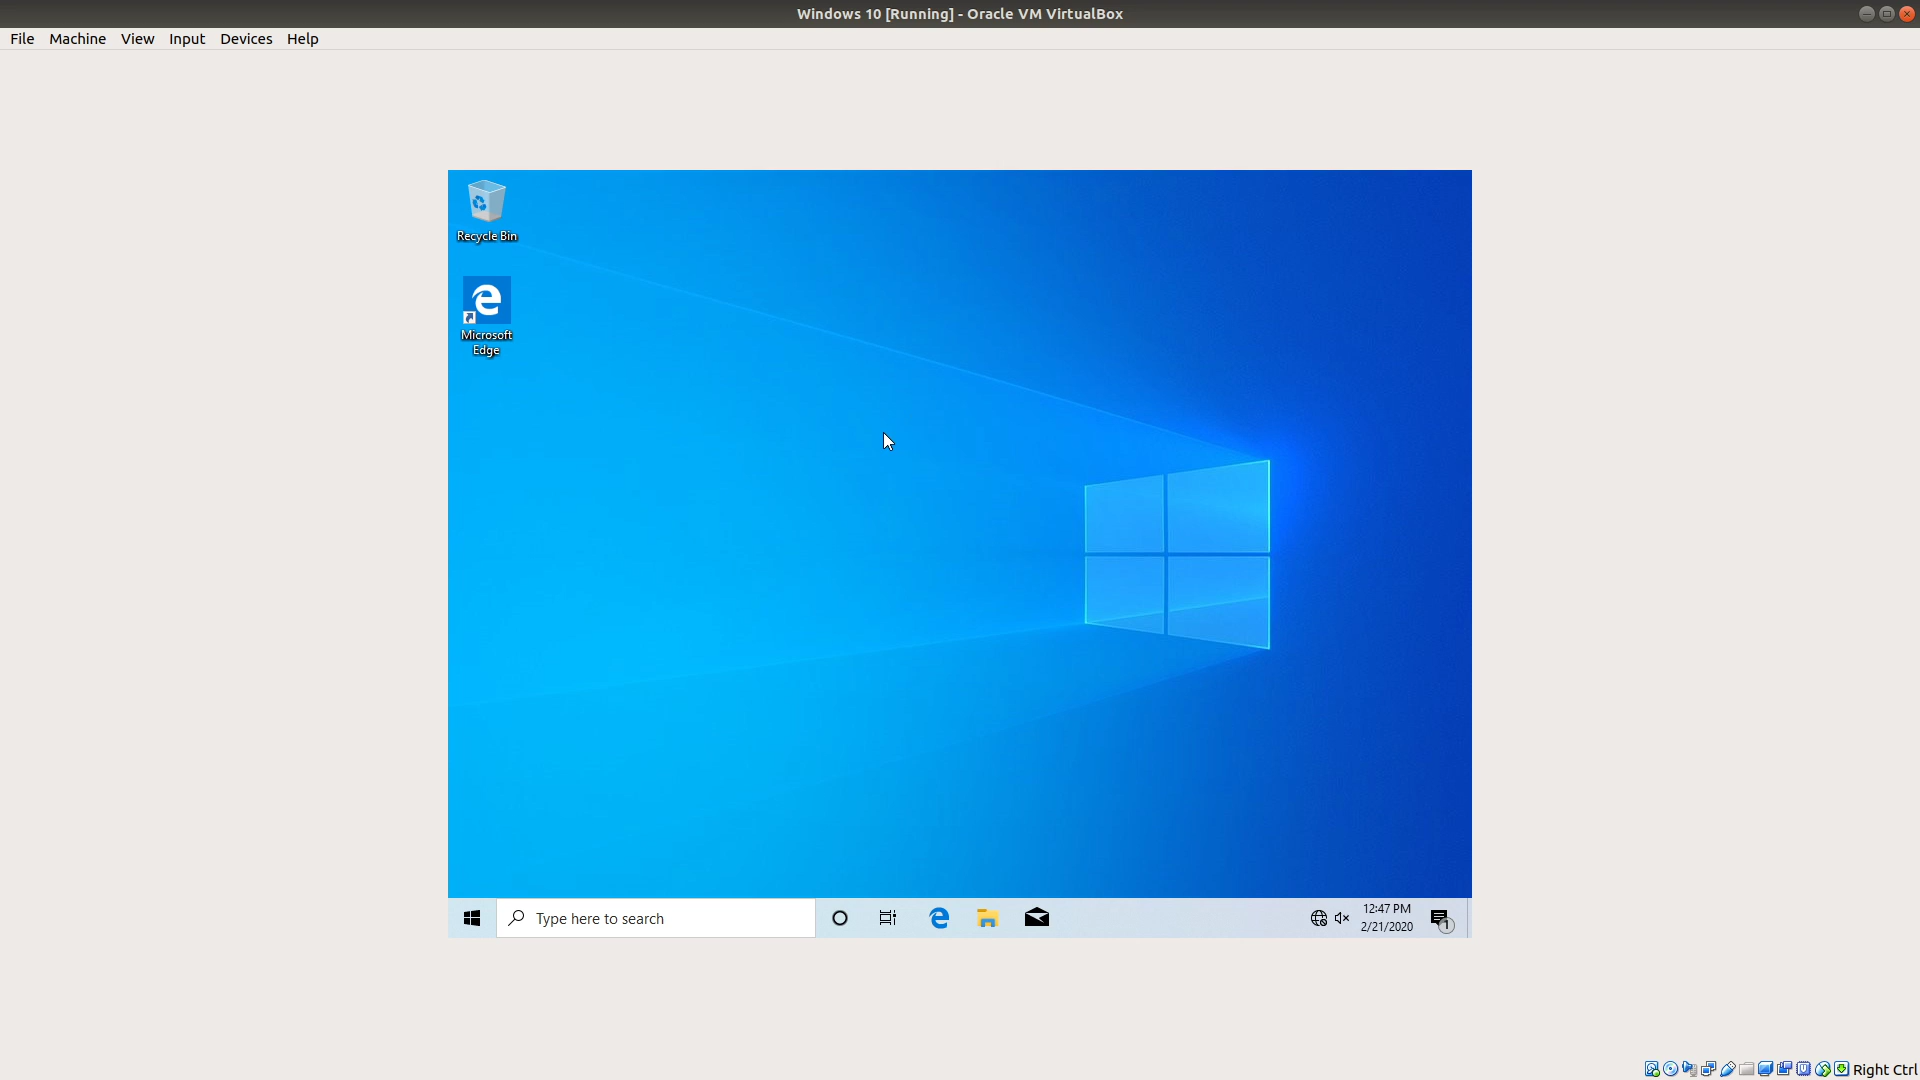 Windows 10 [Running] - Oracle VM VirtualBox
File Machine View Input Devices Help
Recycle Bin
Microsoft
Edge
Type here to search
12:47 PM
2/21/2020
1
Right Ctrl